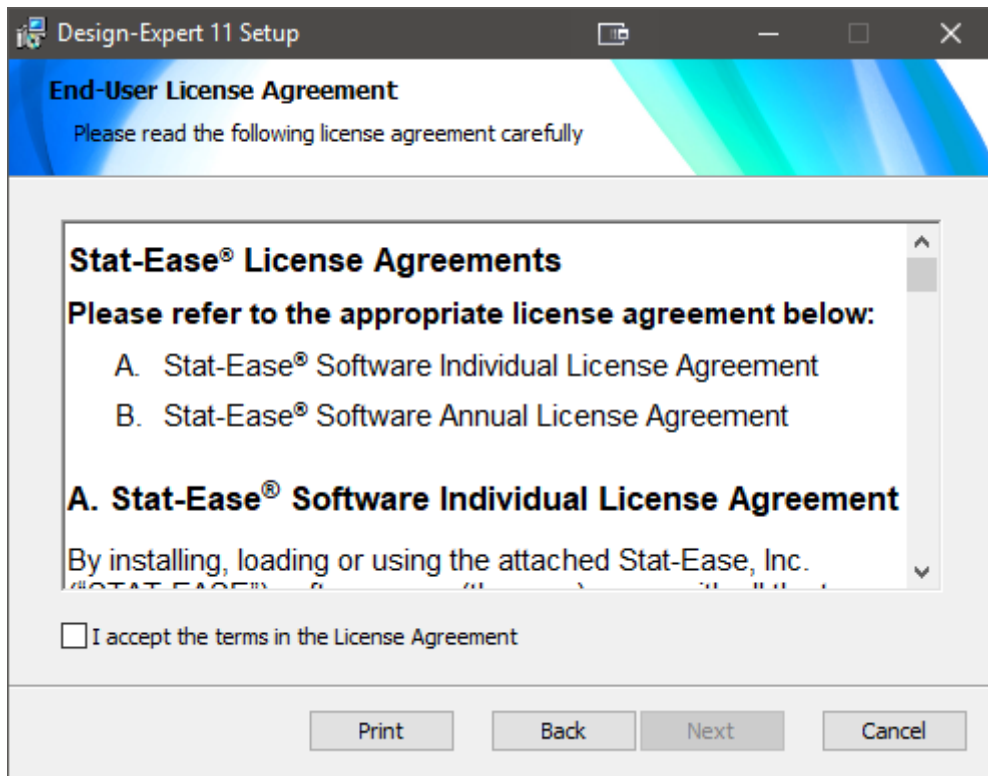 Design-Expert 11 Setup
End-User License Agreement
Please read the following license agreement carefully
Stat-Ease® License Agreements
Please refer to the appropriate license agreement below:
A. Stat-Ease® Software Individual License Agreement
B. Stat-Ease® Software Annual License Agreement
A. Stat-Ease® Software Individual License Agreement
By installing, loading or using the attached Stat-Ease, Inc.
I accept the terms in the License Agreement
Print
Back
Next
Cancel